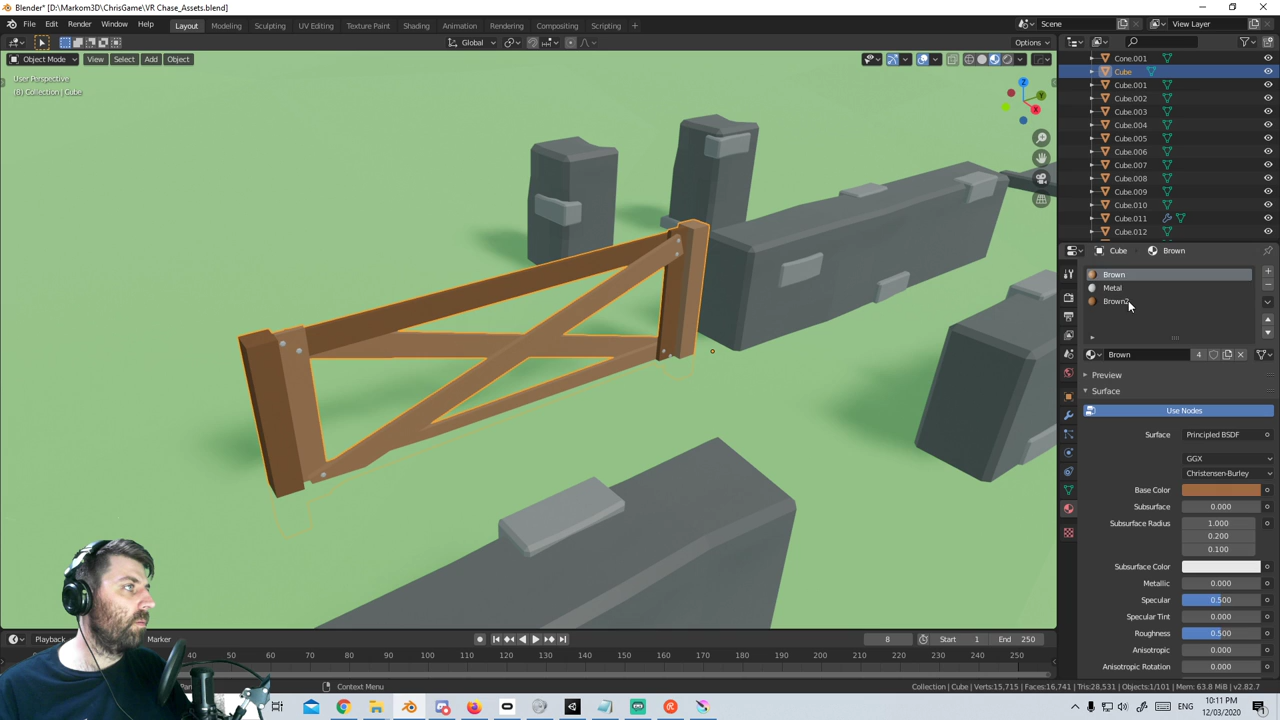 Blender* [D:\Markom3D\ChrisGame\VR Chase_Assets.blend]
File Edit Render Window Help Layout Modeling Sculpting UV Editing Texture Paint Shading Animation Rendering Compositing Scripting Scene View Layer
Global Options
Object Mode View Select Add Object
User Perspective
(8) Collection | Cube
Z
Y
X
Cone.001
Cube
Cube.001
Cube.002
Cube.003
Cube.004
Cube.005
Cube.006
Cube.007
Cube.008
Cube.009
Cube.010
Cube.011
Cube.012
Cube Brown
Brown
Metal
Brown2
Brown 4
Preview
Surface
Use Nodes
Surface Principled BSDF
GGX
Christensen-Burley
Base Color
Subsurface 0.000
Subsurface Radius 1.000
0.200
0.100
Subsurface Color
Metallic 0.000
Specular 0.500
Specular Tint 0.000
Roughness 0.500
Anisotropic 0.000
Anisotropic Rotation 0.000
Playback Marker 8 Start 1 End 250
20 30 40 50 60 70 80 90 100 110 120 130 140 150 160 170 180 190 200 210 220 230 240 250
Context Menu
Collection | Cube | Verts:15,715 | Faces:16,741 | Tris:28,531 | Objects:1/101 | Mem: 63.8 MiB | v2.82.7
ENG
10:11 PM
12/03/2020